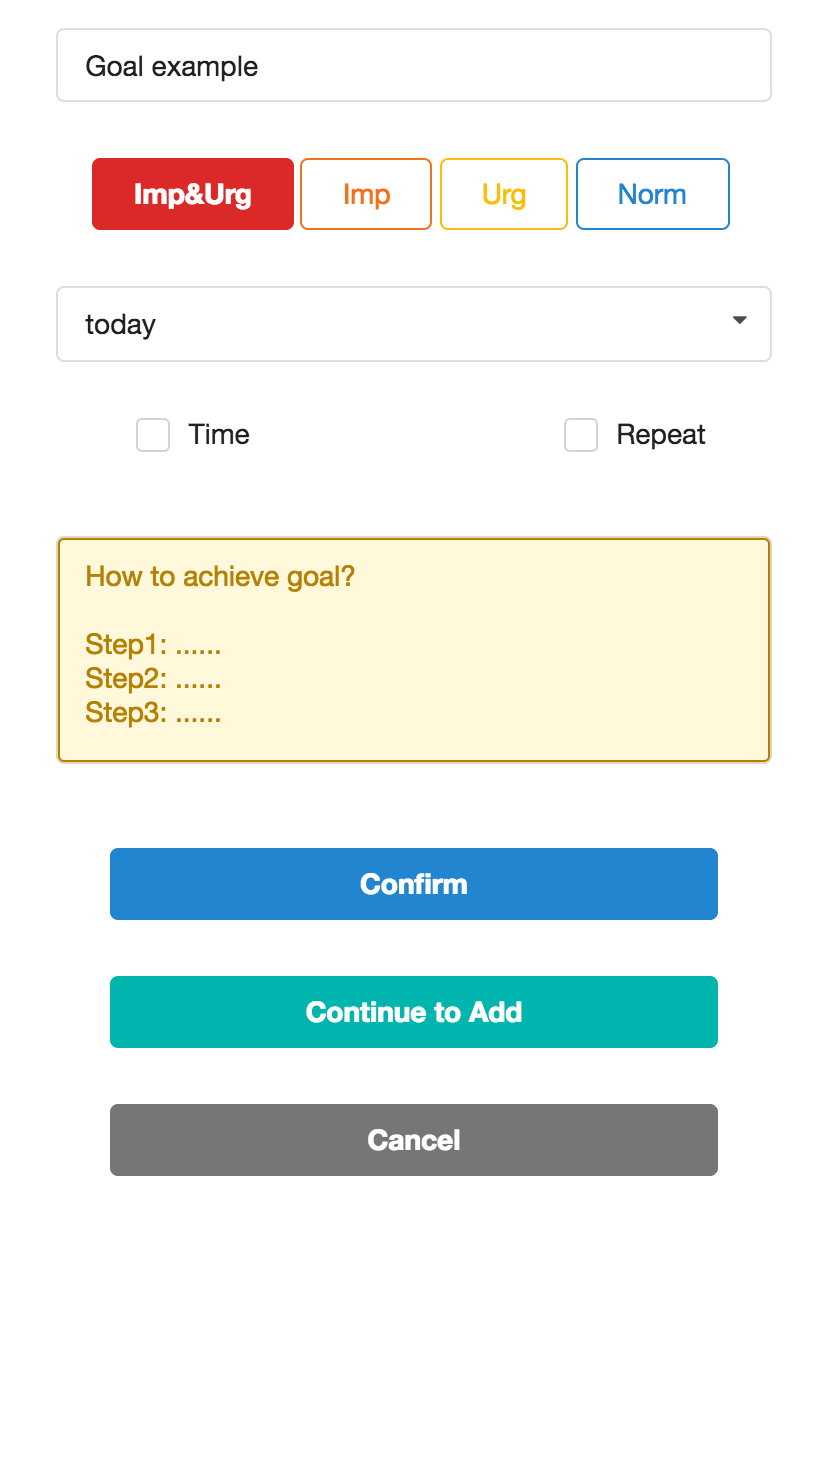 Goal example
Imp&Urg Imp Urg Norm
today
Time Repeat
How to achieve goal?
Step1: ......
Step2: ......
Step3: ......
Confirm
Continue to Add
Cancel